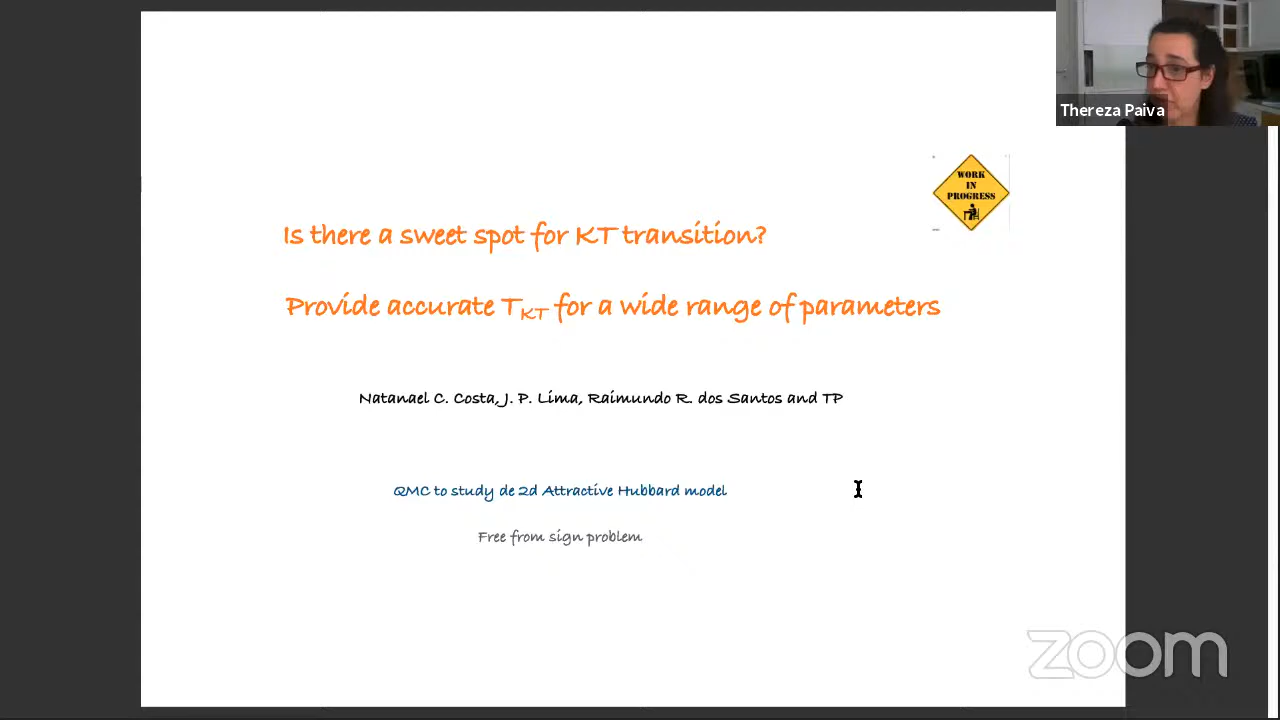 Thereza Paiva
WORK
IN
PROGRESS
Is there a sweet spot for KT transition?
Provide accurate TKT for a wide range of parameters
Natanael C. Costa, J. P. Lima, Raimundo R. dos Santos and TP
QMC to study de 2d Attractive Hubbard model
Free from sign problem
zoom